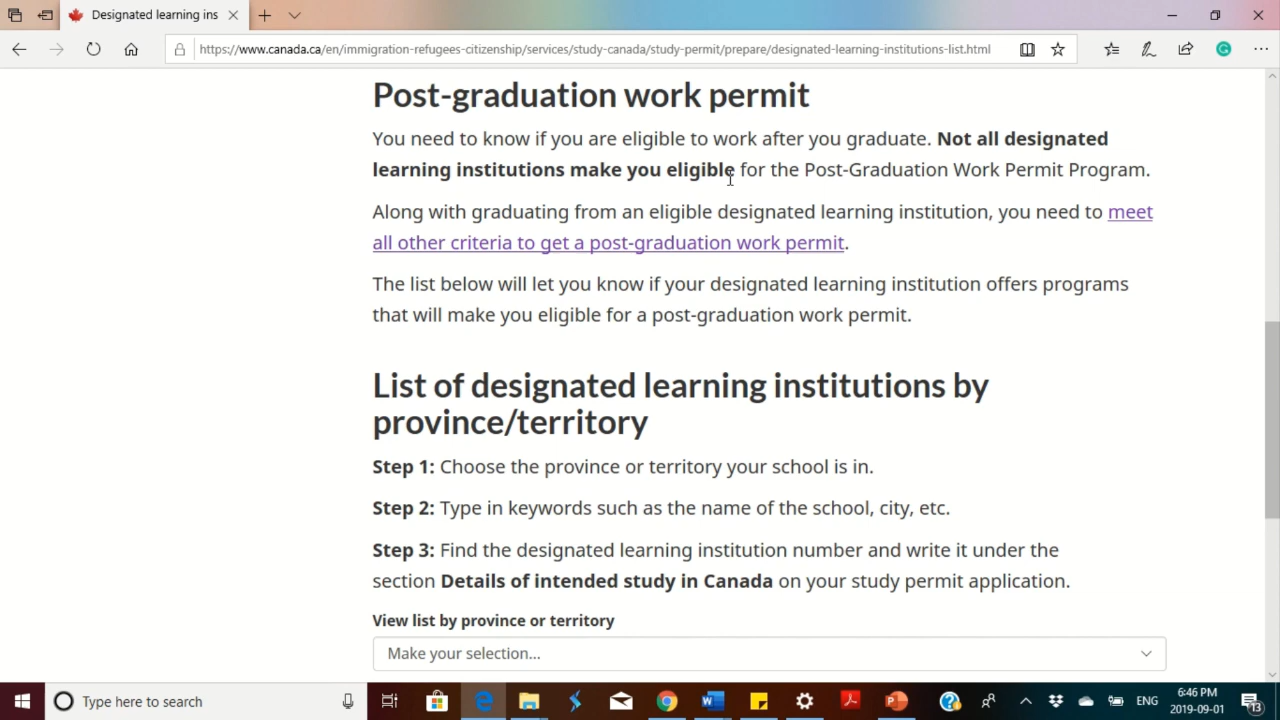 Designated learning ins
https://www.canada.ca/en/immigration-refugees-citizenship/services/study-canada/study-permit/prepare/designated-learning-institutions-list.html
Post-graduation work permit
You need to know if you are eligible to work after you graduate. Not all designated
learning institutions make you eligible for the Post-Graduation Work Permit Program.
Along with graduating from an eligible designated learning institution, you need to meet
all other criteria to get a post-graduation work permit.
The list below will let you know if your designated learning institution offers programs
that will make you eligible for a post-graduation work permit.
List of designated learning institutions by
province/territory
Step 1: Choose the province or territory your school is in.
Step 2: Type in keywords such as the name of the school, city, etc.
Step 3: Find the designated learning institution number and write it under the
section Details of intended study in Canada on your study permit application.
View list by province or territory
Make your selection...
Type here to search
ENG
6:46 PM
2019-09-01
13